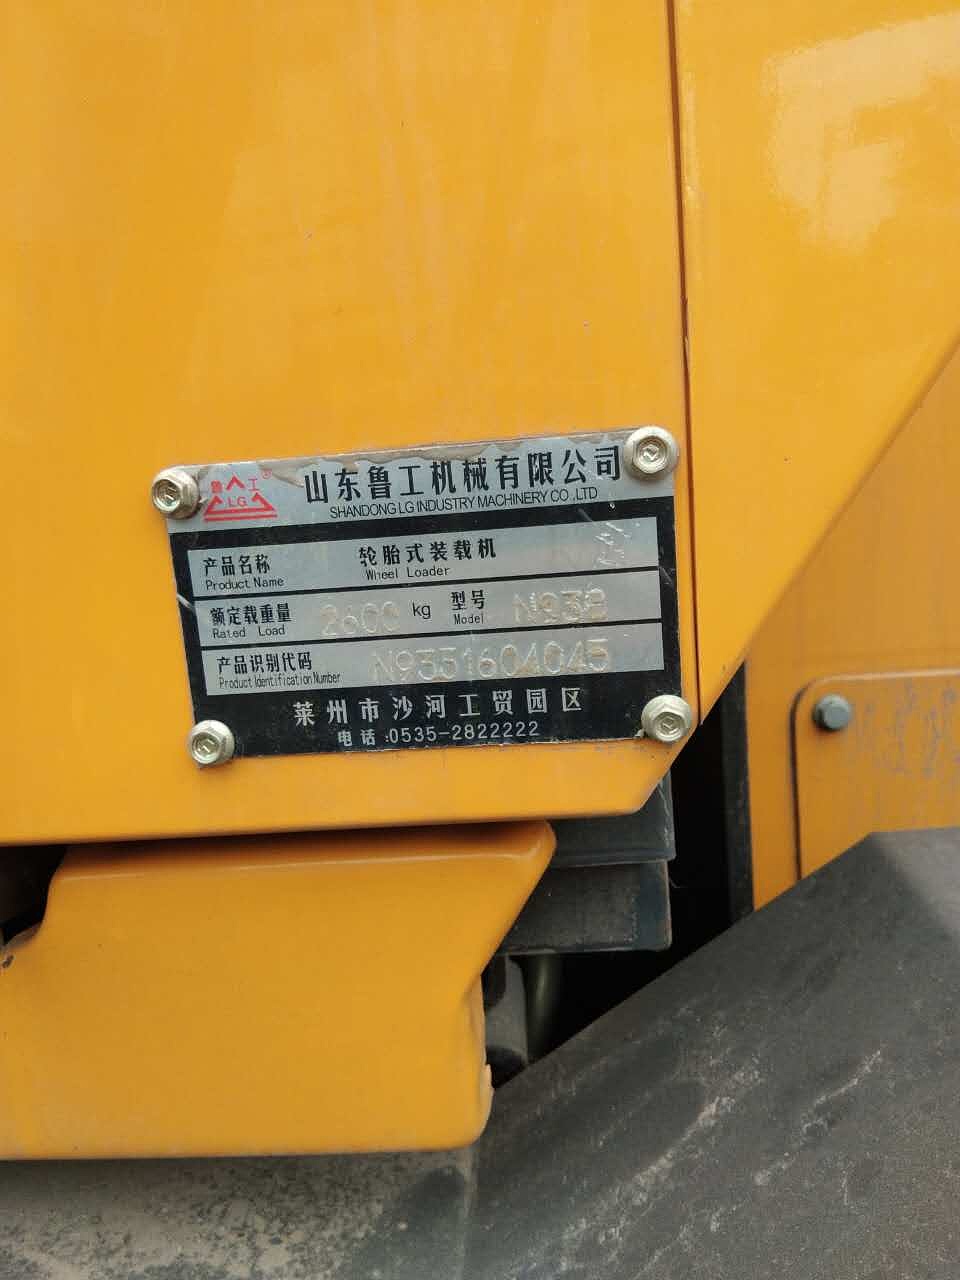 鲁工®
LG
山东鲁工机械有限公司
SHANDONG LG INDUSTRY MACHINERY CO.,LTD
产品名称 轮胎式装载机
Product Name Wheel Loader
额定载重量 2600 kg 型号 N938
Rated Load Model
产品识别代码 N9331604045
Product Identification Number
莱州市沙河工贸园区
电话:0535-2822222